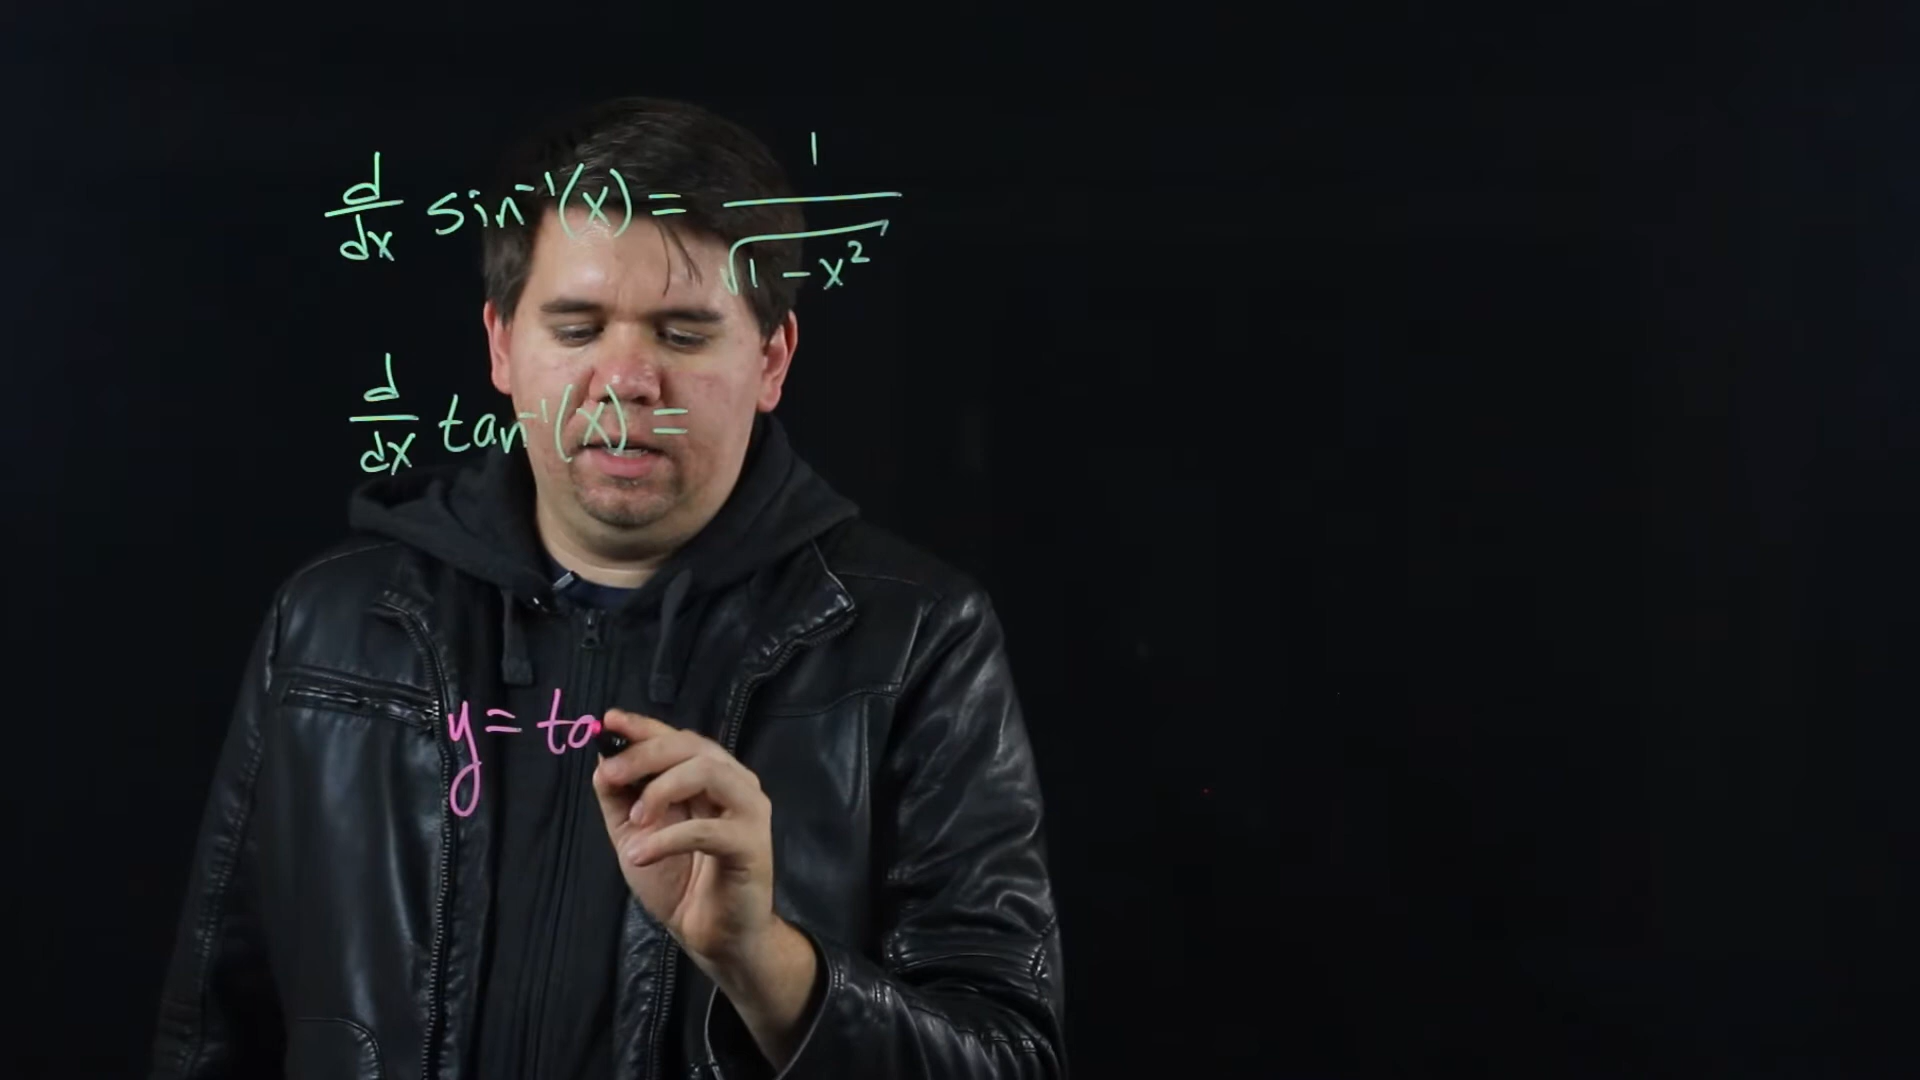 d/dx sin⁻¹(x) = 1/√(1 - x²)
d/dx tan⁻¹(x) =
y = ta